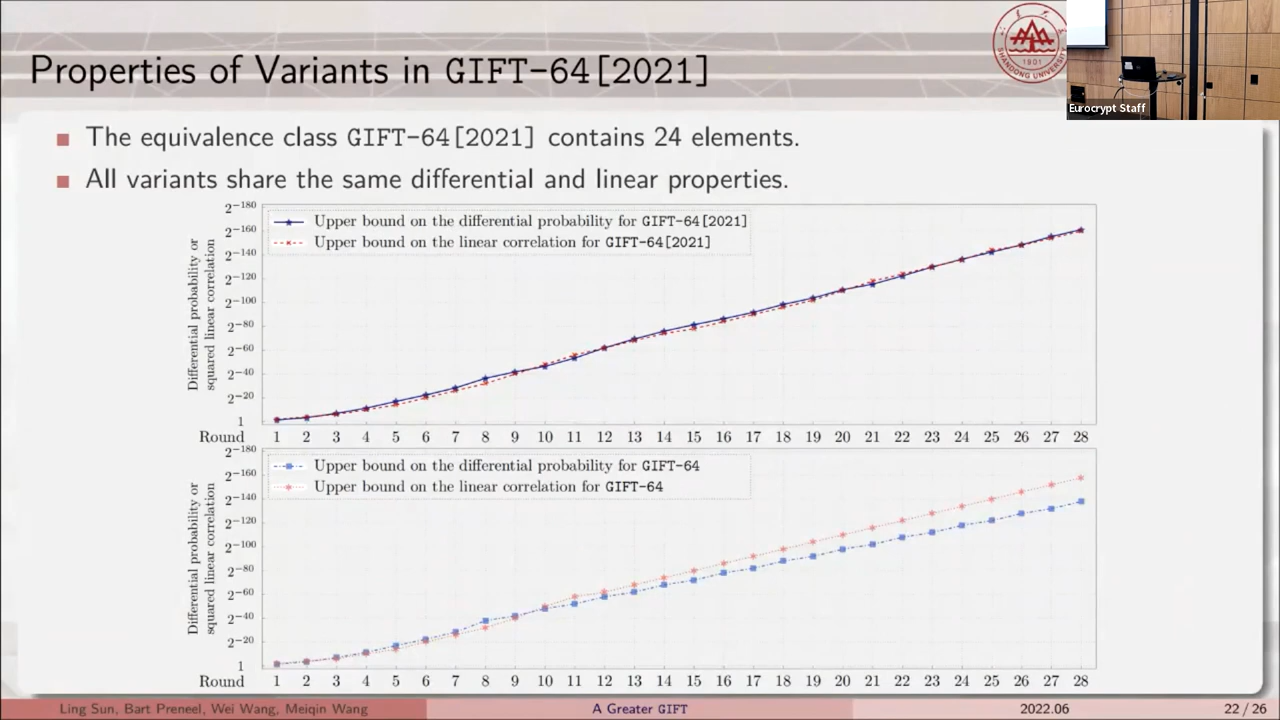 Properties of Variants in GIFT-64[2021]
SHANDONG UNIVERSITY
1901
Eurocrypt Staff
The equivalence class GIFT-64[2021] contains 24 elements.
All variants share the same differential and linear properties.
Differential probability or
squared linear correlation
2^-180
2^-160
2^-140
2^-120
2^-100
2^-80
2^-60
2^-40
2^-20
1
Upper bound on the differential probability for GIFT-64[2021]
Upper bound on the linear correlation for GIFT-64[2021]
Round 1 2 3 4 5 6 7 8 9 10 11 12 13 14 15 16 17 18 19 20 21 22 23 24 25 26 27 28
Differential probability or
squared linear correlation
2^-180
2^-160
2^-140
2^-120
2^-100
2^-80
2^-60
2^-40
2^-20
1
Upper bound on the differential probability for GIFT-64
Upper bound on the linear correlation for GIFT-64
Round 1 2 3 4 5 6 7 8 9 10 11 12 13 14 15 16 17 18 19 20 21 22 23 24 25 26 27 28
Ling Sun, Bart Preneel, Wei Wang, Meiqin Wang
A Greater GIFT
2022.06
22 / 26